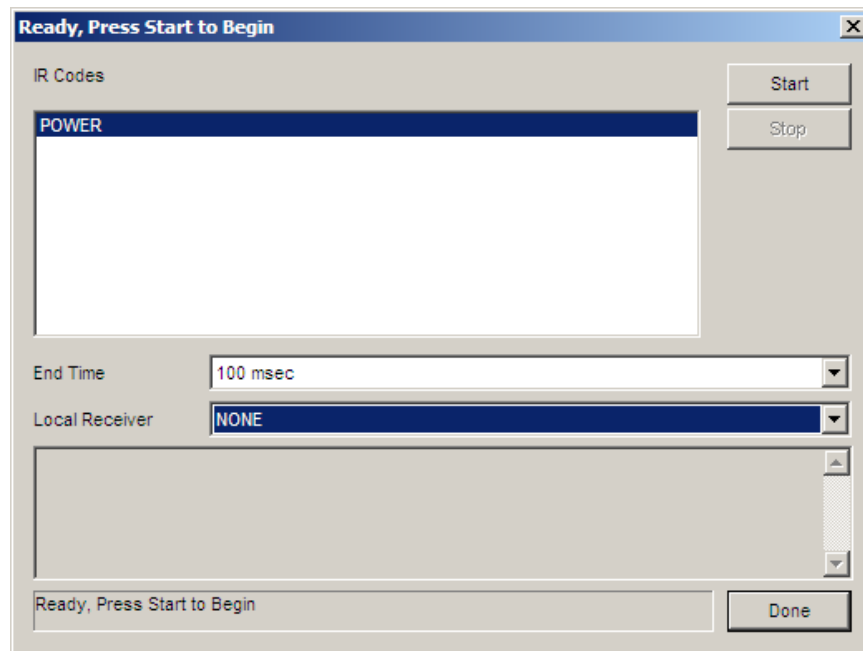 Ready, Press Start to Begin
IR Codes
Start
POWER
Stop
End Time
100 msec
Local Receiver
NONE
Ready, Press Start to Begin
Done